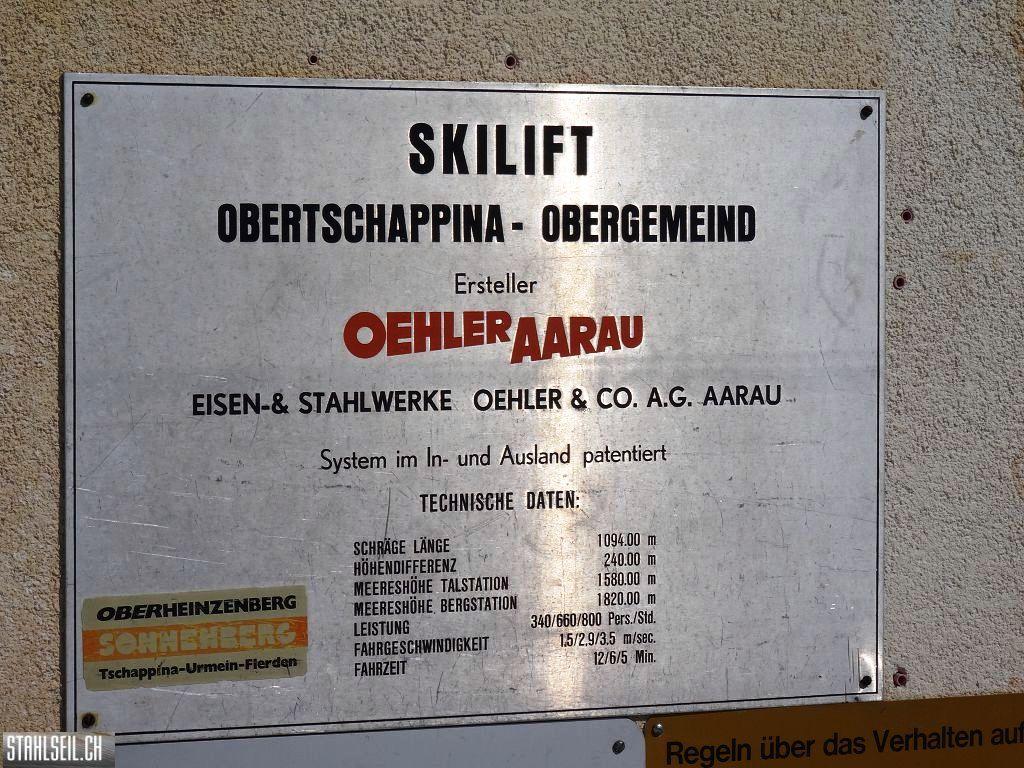 SKILIFT
OBERTSCHAPPINA - OBERGEMEIND
Ersteller
OEHLER AARAU
EISEN-& STAHLWERKE OEHLER & CO. A.G. AARAU
System im In- und Ausland patentiert
TECHNISCHE DATEN:
SCHRÄGE LÄNGE 1094.00 m
HÖHENDIFFERENZ 240.00 m
MEERESHÖHE TALSTATION 1580.00 m
MEERESHÖHE BERGSTATION 1820.00 m
LEISTUNG 340/660/800 Pers./Std.
FAHRGESCHWINDIGKEIT 1.5/2.9/3.5 m/sec.
FAHRZEIT 12/6/5 Min.
OBERHEINZENBERG
SONNENBERG
Tschappina-Urmein-Flerden
STAHLSEIL.CH
Regeln über das Verhalten auf